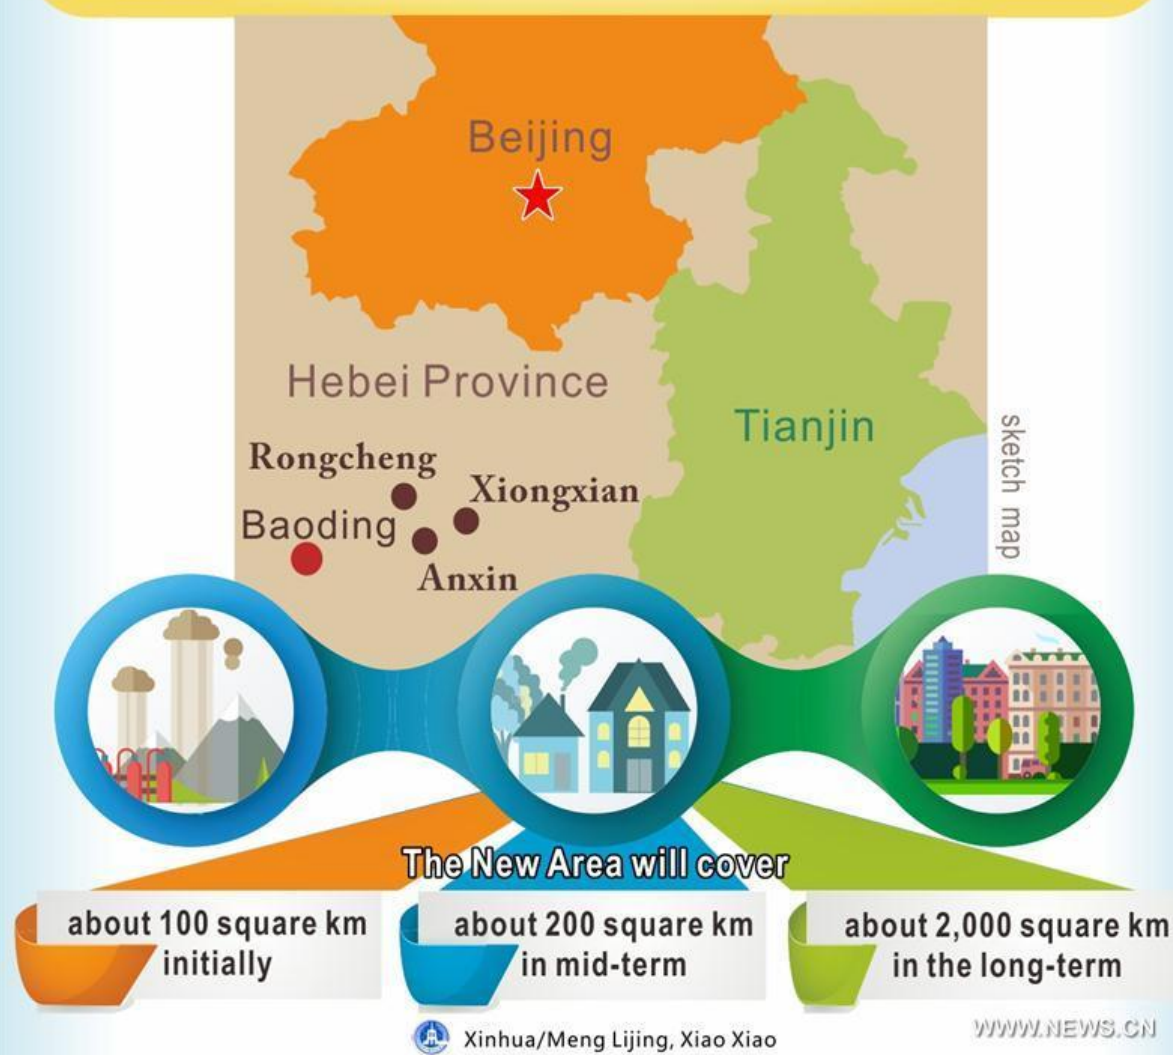 Beijing
Hebei Province
Tianjin
sketch map
Rongcheng
Xiongxian
Baoding
Anxin
The New Area will cover
about 100 square km
initially
about 200 square km
in mid-term
about 2,000 square km
in the long-term
Xinhua/Meng Lijing, Xiao Xiao
WWW.NEWS.CN